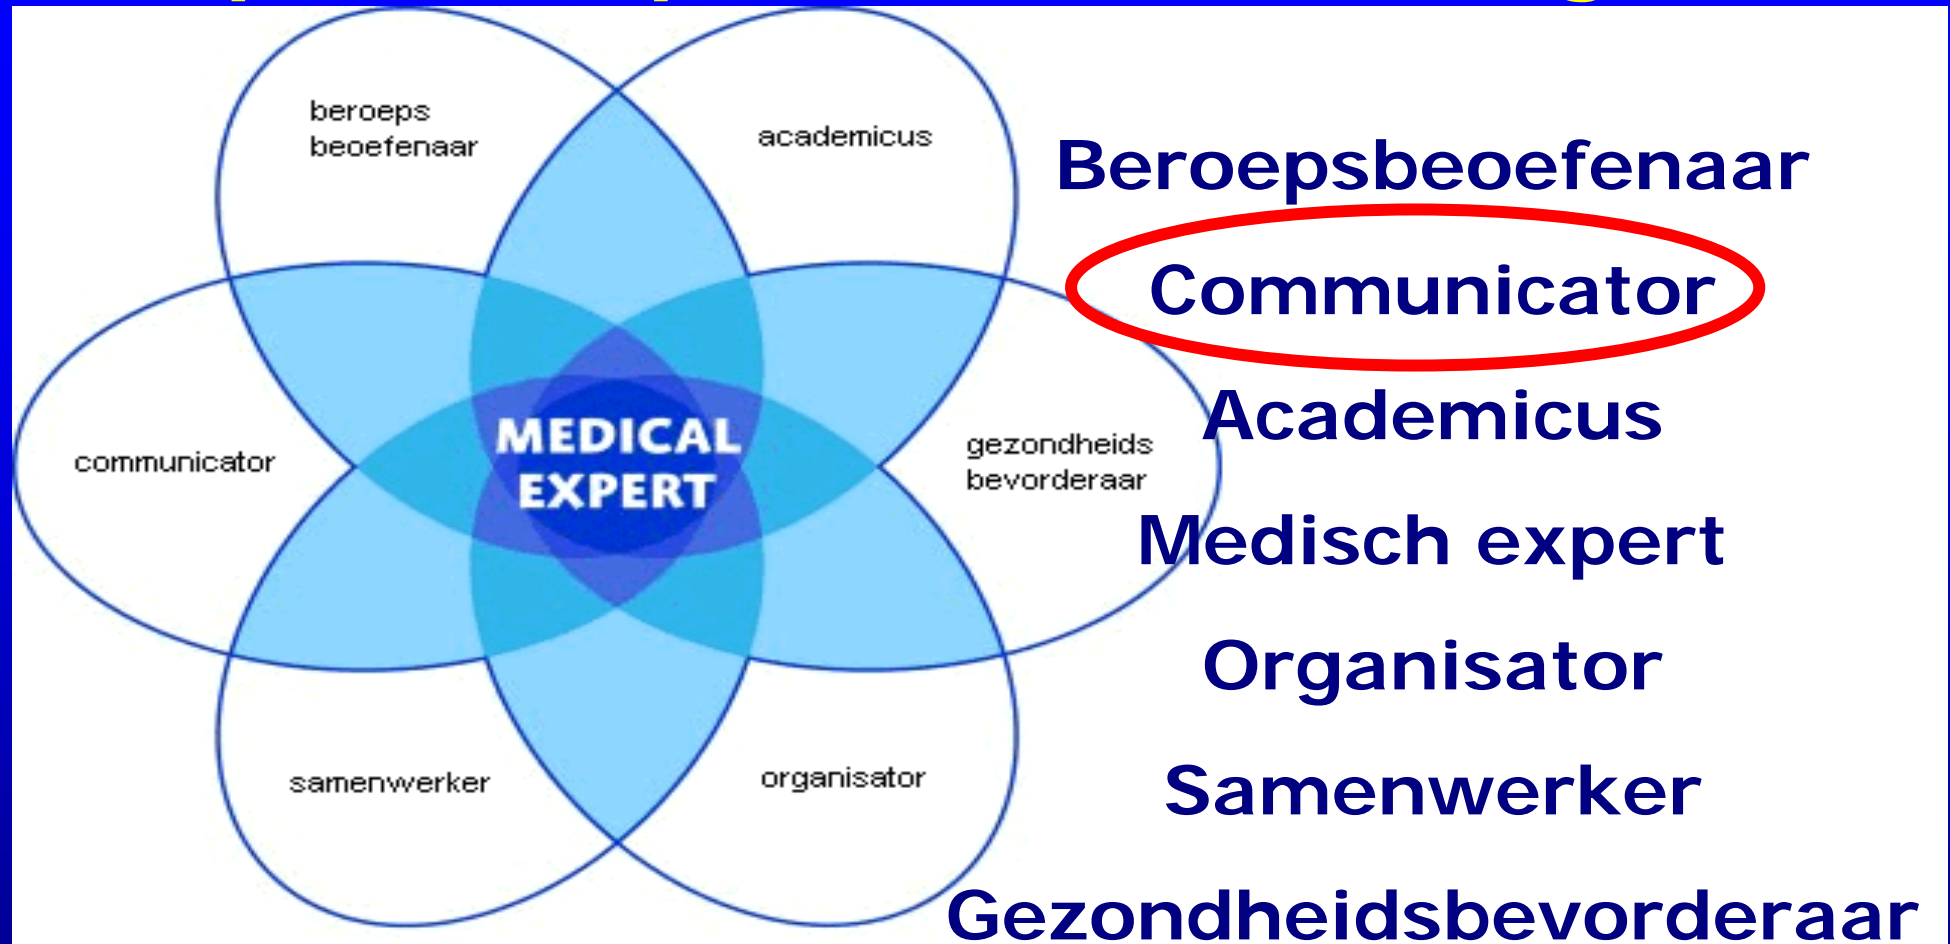 beroeps
beoefenaar
academicus
communicator
MEDICAL
EXPERT
gezondheids
bevorderaar
samenwerker
organisator
Beroepsbeoefenaar
Communicator
Academicus
Medisch expert
Organisator
Samenwerker
Gezondheidsbevorderaar